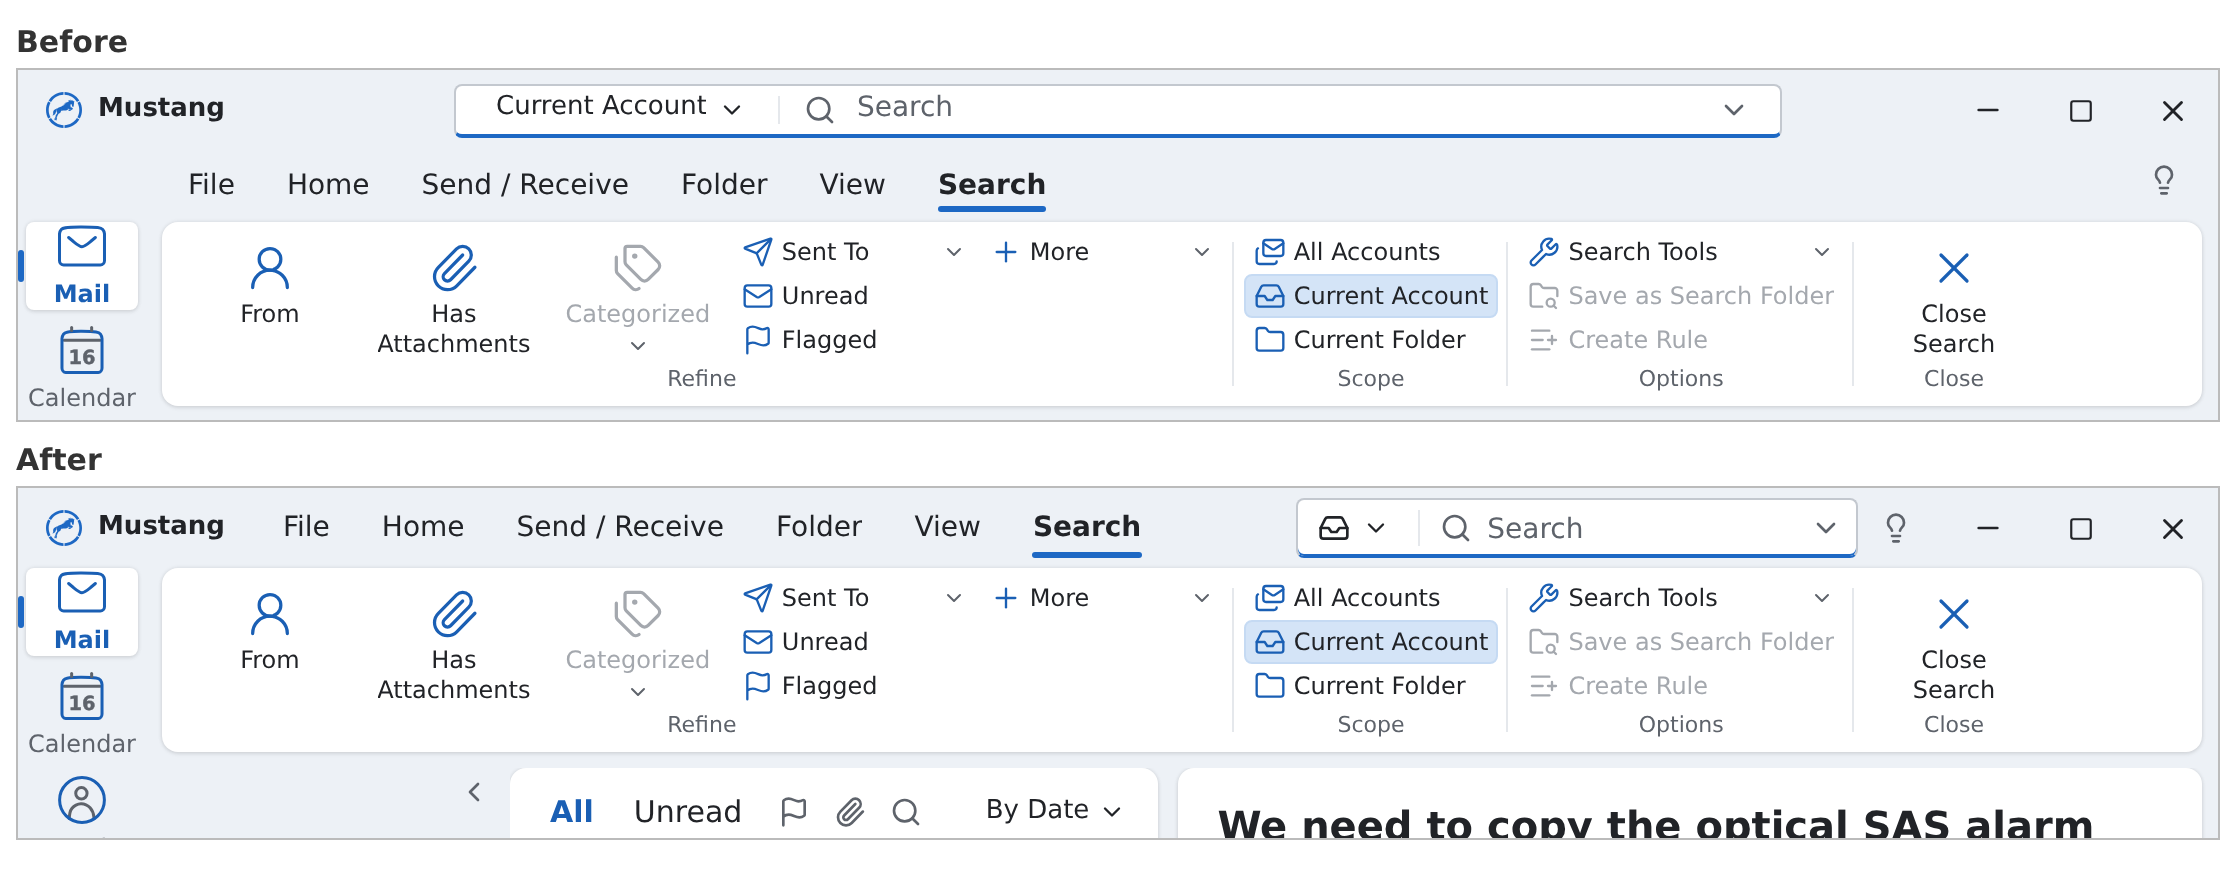 Before
Mustang
Current Account
Search
File Home Send / Receive Folder View Search
Mail
16
Calendar
From
Has
Attachments
Categorized
Sent To
Unread
Flagged
More
Refine
All Accounts
Current Account
Current Folder
Scope
Search Tools
Save as Search Folder
Create Rule
Options
Close
Search
Close
After
Mustang File Home Send / Receive Folder View Search
Search
Mail
16
Calendar
From
Has
Attachments
Categorized
Sent To
Unread
Flagged
More
Refine
All Accounts
Current Account
Current Folder
Scope
Search Tools
Save as Search Folder
Create Rule
Options
Close
Search
Close
All Unread By Date
We need to copy the optical SAS alarm